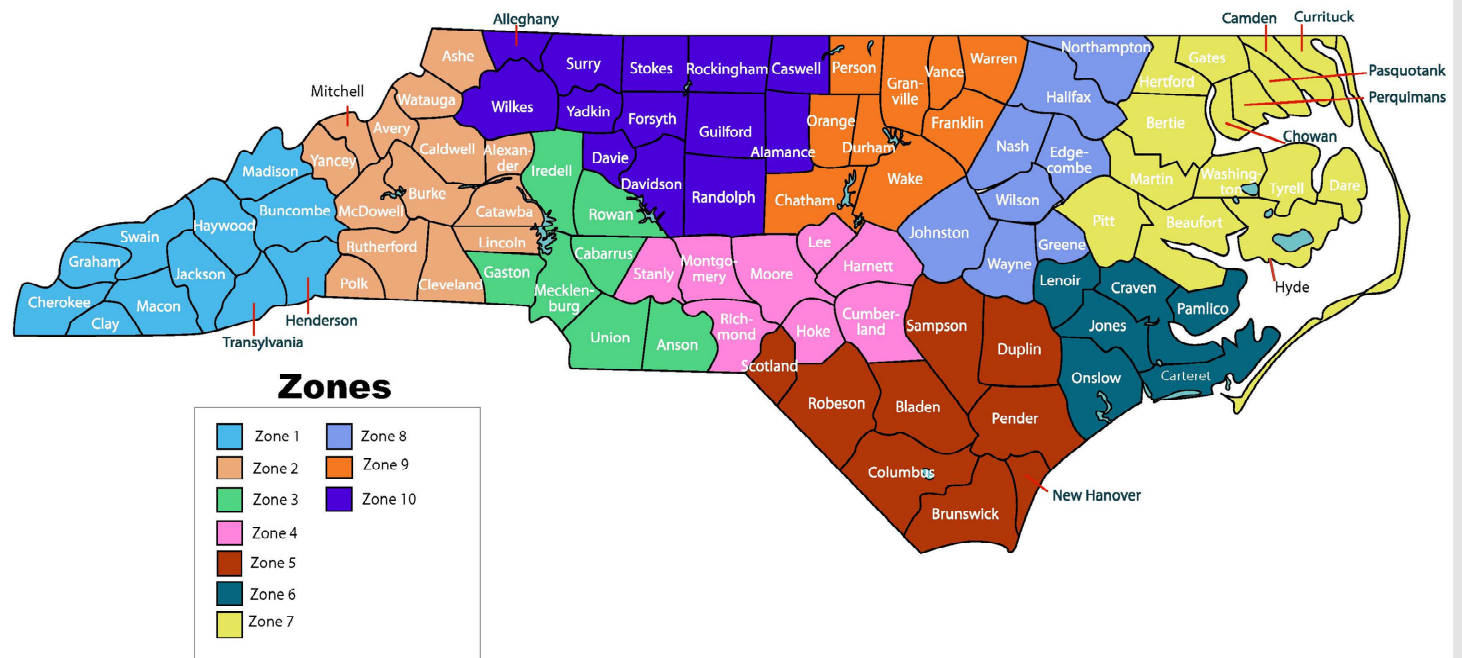 Alleghany
Camden
Currituck
Ashe
Surry
Stokes
Rockingham
Caswell
Person
Gran-
ville
Vance
Warren
Northampton
Gates
Hertford
Pasquotank
Perquimans
Chowan
Mitchell
Watauga
Wilkes
Yadkin
Forsyth
Guilford
Alamance
Orange
Durham
Franklin
Halifax
Bertie
Avery
Caldwell
Alexan-
der
Iredell
Davie
Davidson
Randolph
Chatham
Wake
Nash
Edge-
combe
Martin
Washing-
ton
Tyrell
Dare
Madison
Yancey
Burke
McDowell
Catawba
Rowan
Wilson
Pitt
Beaufort
Hyde
Buncombe
Haywood
Swain
Graham
Jackson
Cherokee
Macon
Clay
Transylvania
Henderson
Rutherford
Polk
Cleveland
Lincoln
Gaston
Mecklen-
burg
Cabarrus
Stanly
Montgo-
mery
Moore
Lee
Harnett
Johnston
Wayne
Greene
Lenoir
Craven
Pamlico
Jones
Union
Anson
Rich-
mond
Hoke
Cumber-
land
Sampson
Duplin
Onslow
Carteret
Scotland
Robeson
Bladen
Pender
Columbus
Brunswick
New Hanover
Zones
Zone 1
Zone 2
Zone 3
Zone 4
Zone 5
Zone 6
Zone 7
Zone 8
Zone 9
Zone 10